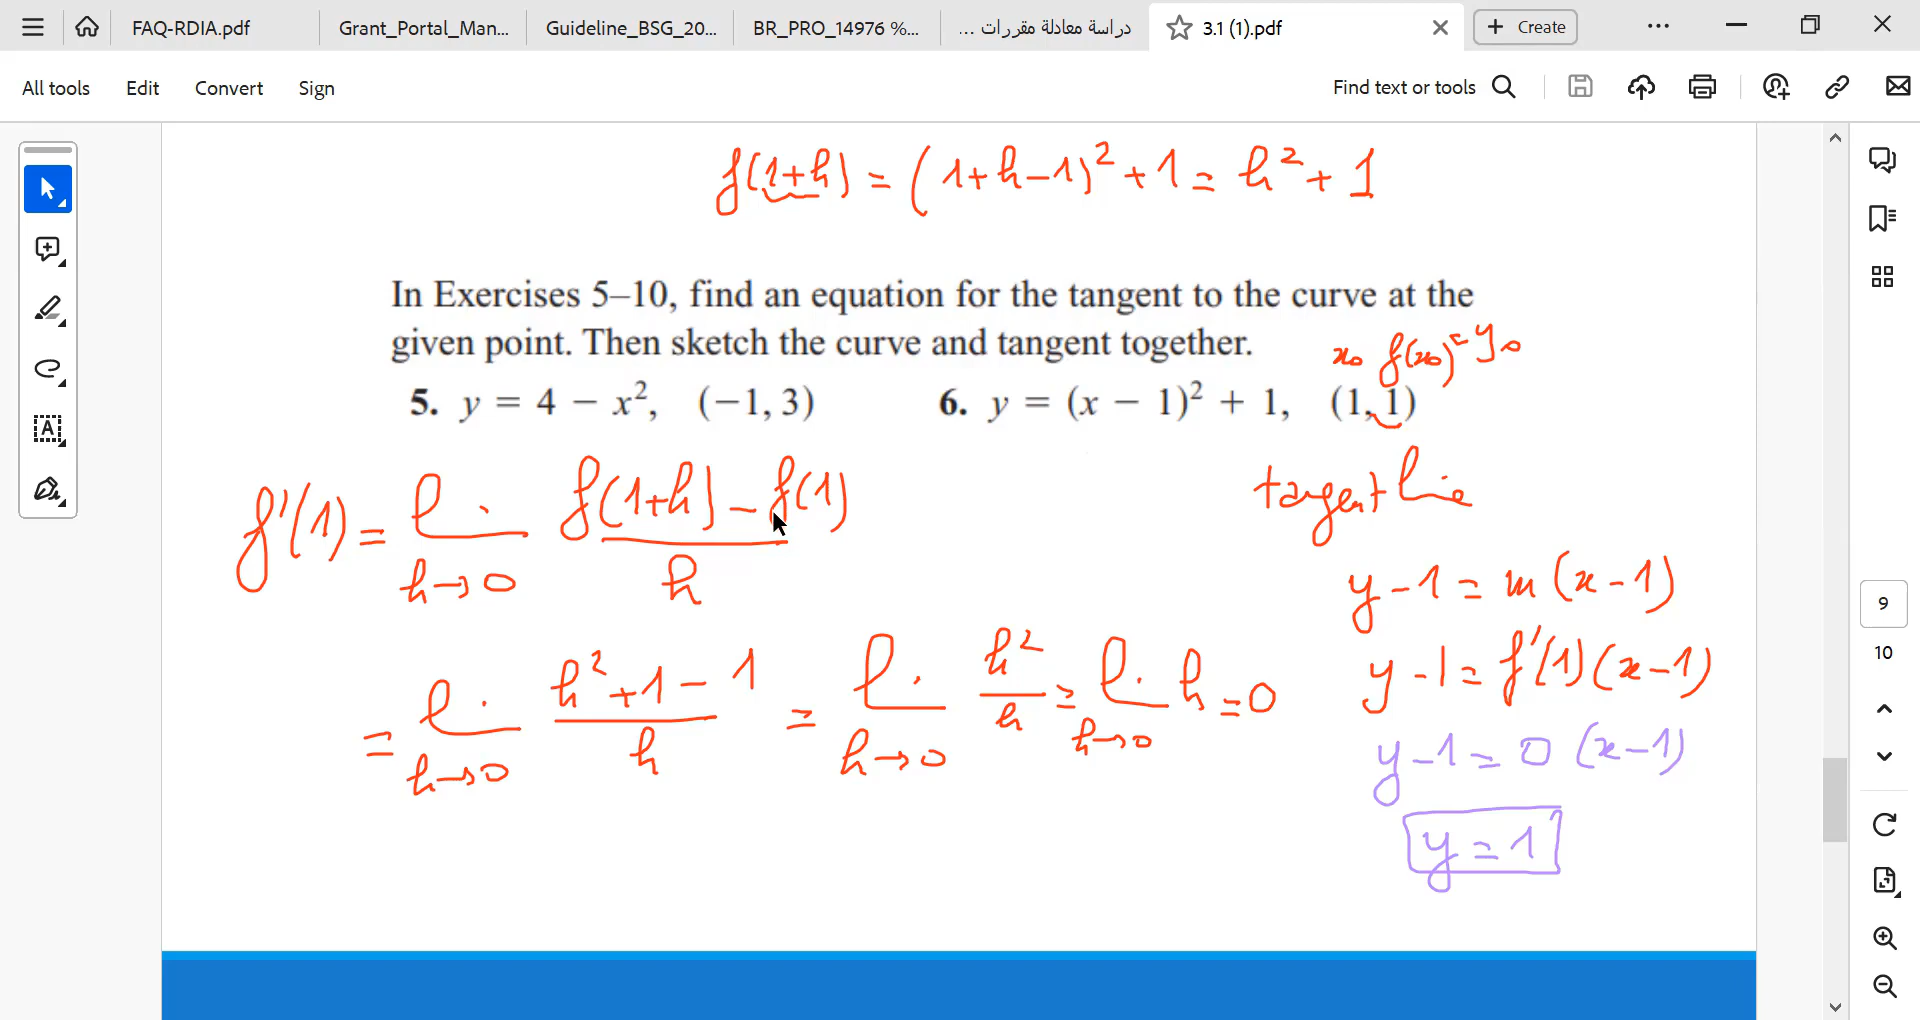 FAQ-RDIA.pdf
Grant_Portal_Man...
Guideline_BSG_20...
BR_PRO_14976 %...
دراسة معادلة مقررات ...
3.1 (1).pdf
Create
All tools
Edit
Convert
Sign
Find text or tools
f(1+h) = (1+h-1)² + 1 = h² + 1
In Exercises 5–10, find an equation for the tangent to the curve at the
given point. Then sketch the curve and tangent together.
x₀ f(x₀) = y₀
5. y = 4 − x², (−1, 3)
6. y = (x − 1)² + 1, (1, 1)
tangent line
f'(1) = lim h→0 f(1+h) - f(1) / h
y - 1 = m (x - 1)
y - 1 = f'(1) (x - 1)
= lim h→0 h² + 1 - 1 / h = lim h→0 h² / h = lim h→0 h = 0
y - 1 = 0 (x - 1)
y = 1
9
10